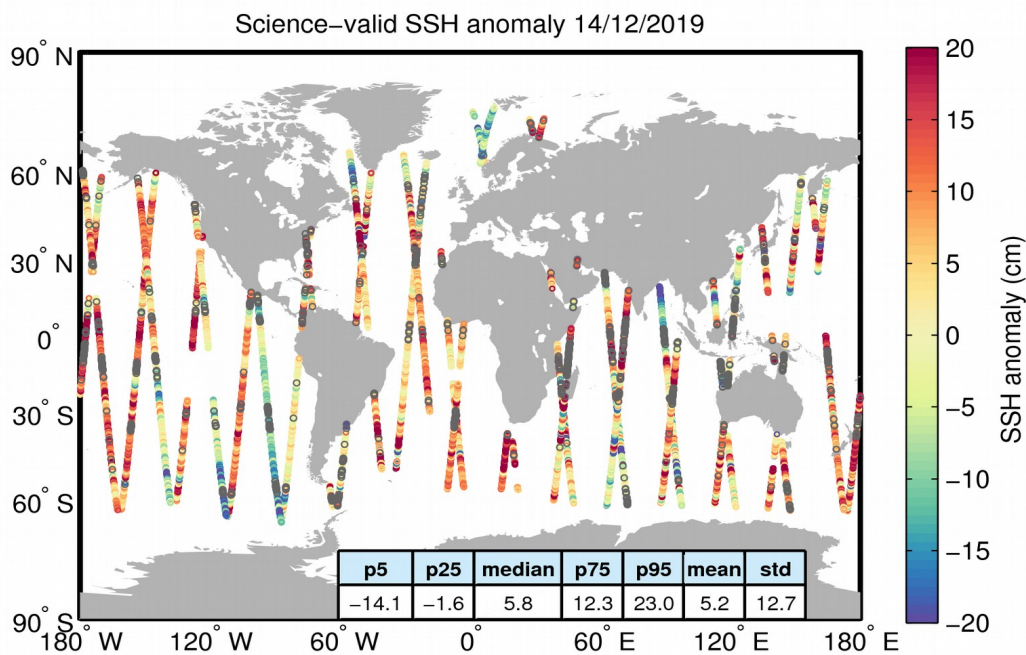 Science−valid SSH anomaly 14/12/2019
90° N
60° N
30° N
0°
30° S
60° S
90° S
180° W
120° W
60° W
0°
60° E
120° E
180° E
p5 p25 median p75 p95 mean std
−14.1 −1.6 5.8 12.3 23.0 5.2 12.7
20
15
10
5
0
−5
−10
−15
−20
SSH anomaly (cm)